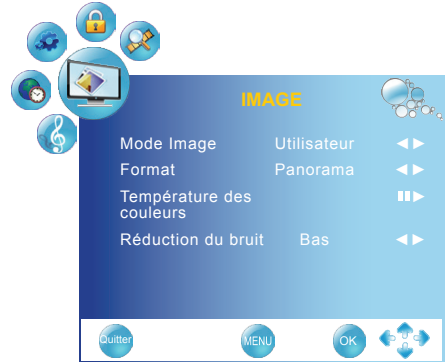 IMAGE
Mode Image Utilisateur
Format Panorama
Température des
couleurs
Réduction du bruit Bas
Quitter MENU OK